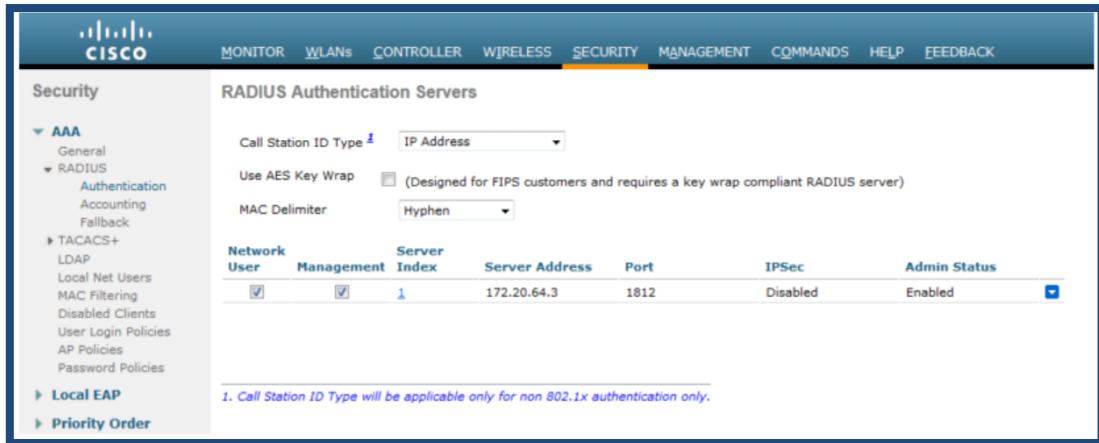 CISCO
MONITOR WLANs CONTROLLER WIRELESS SECURITY MANAGEMENT COMMANDS HELP FEEDBACK
Security
AAA
General
RADIUS
Authentication
Accounting
Fallback
TACACS+
LDAP
Local Net Users
MAC Filtering
Disabled Clients
User Login Policies
AP Policies
Password Policies
Local EAP
Priority Order
RADIUS Authentication Servers
Call Station ID Type 1 IP Address
Use AES Key Wrap (Designed for FIPS customers and requires a key wrap compliant RADIUS server)
MAC Delimiter Hyphen
Network User Management Server Index Server Address Port IPSec Admin Status
1 172.20.64.3 1812 Disabled Enabled
1. Call Station ID Type will be applicable only for non 802.1x authentication only.